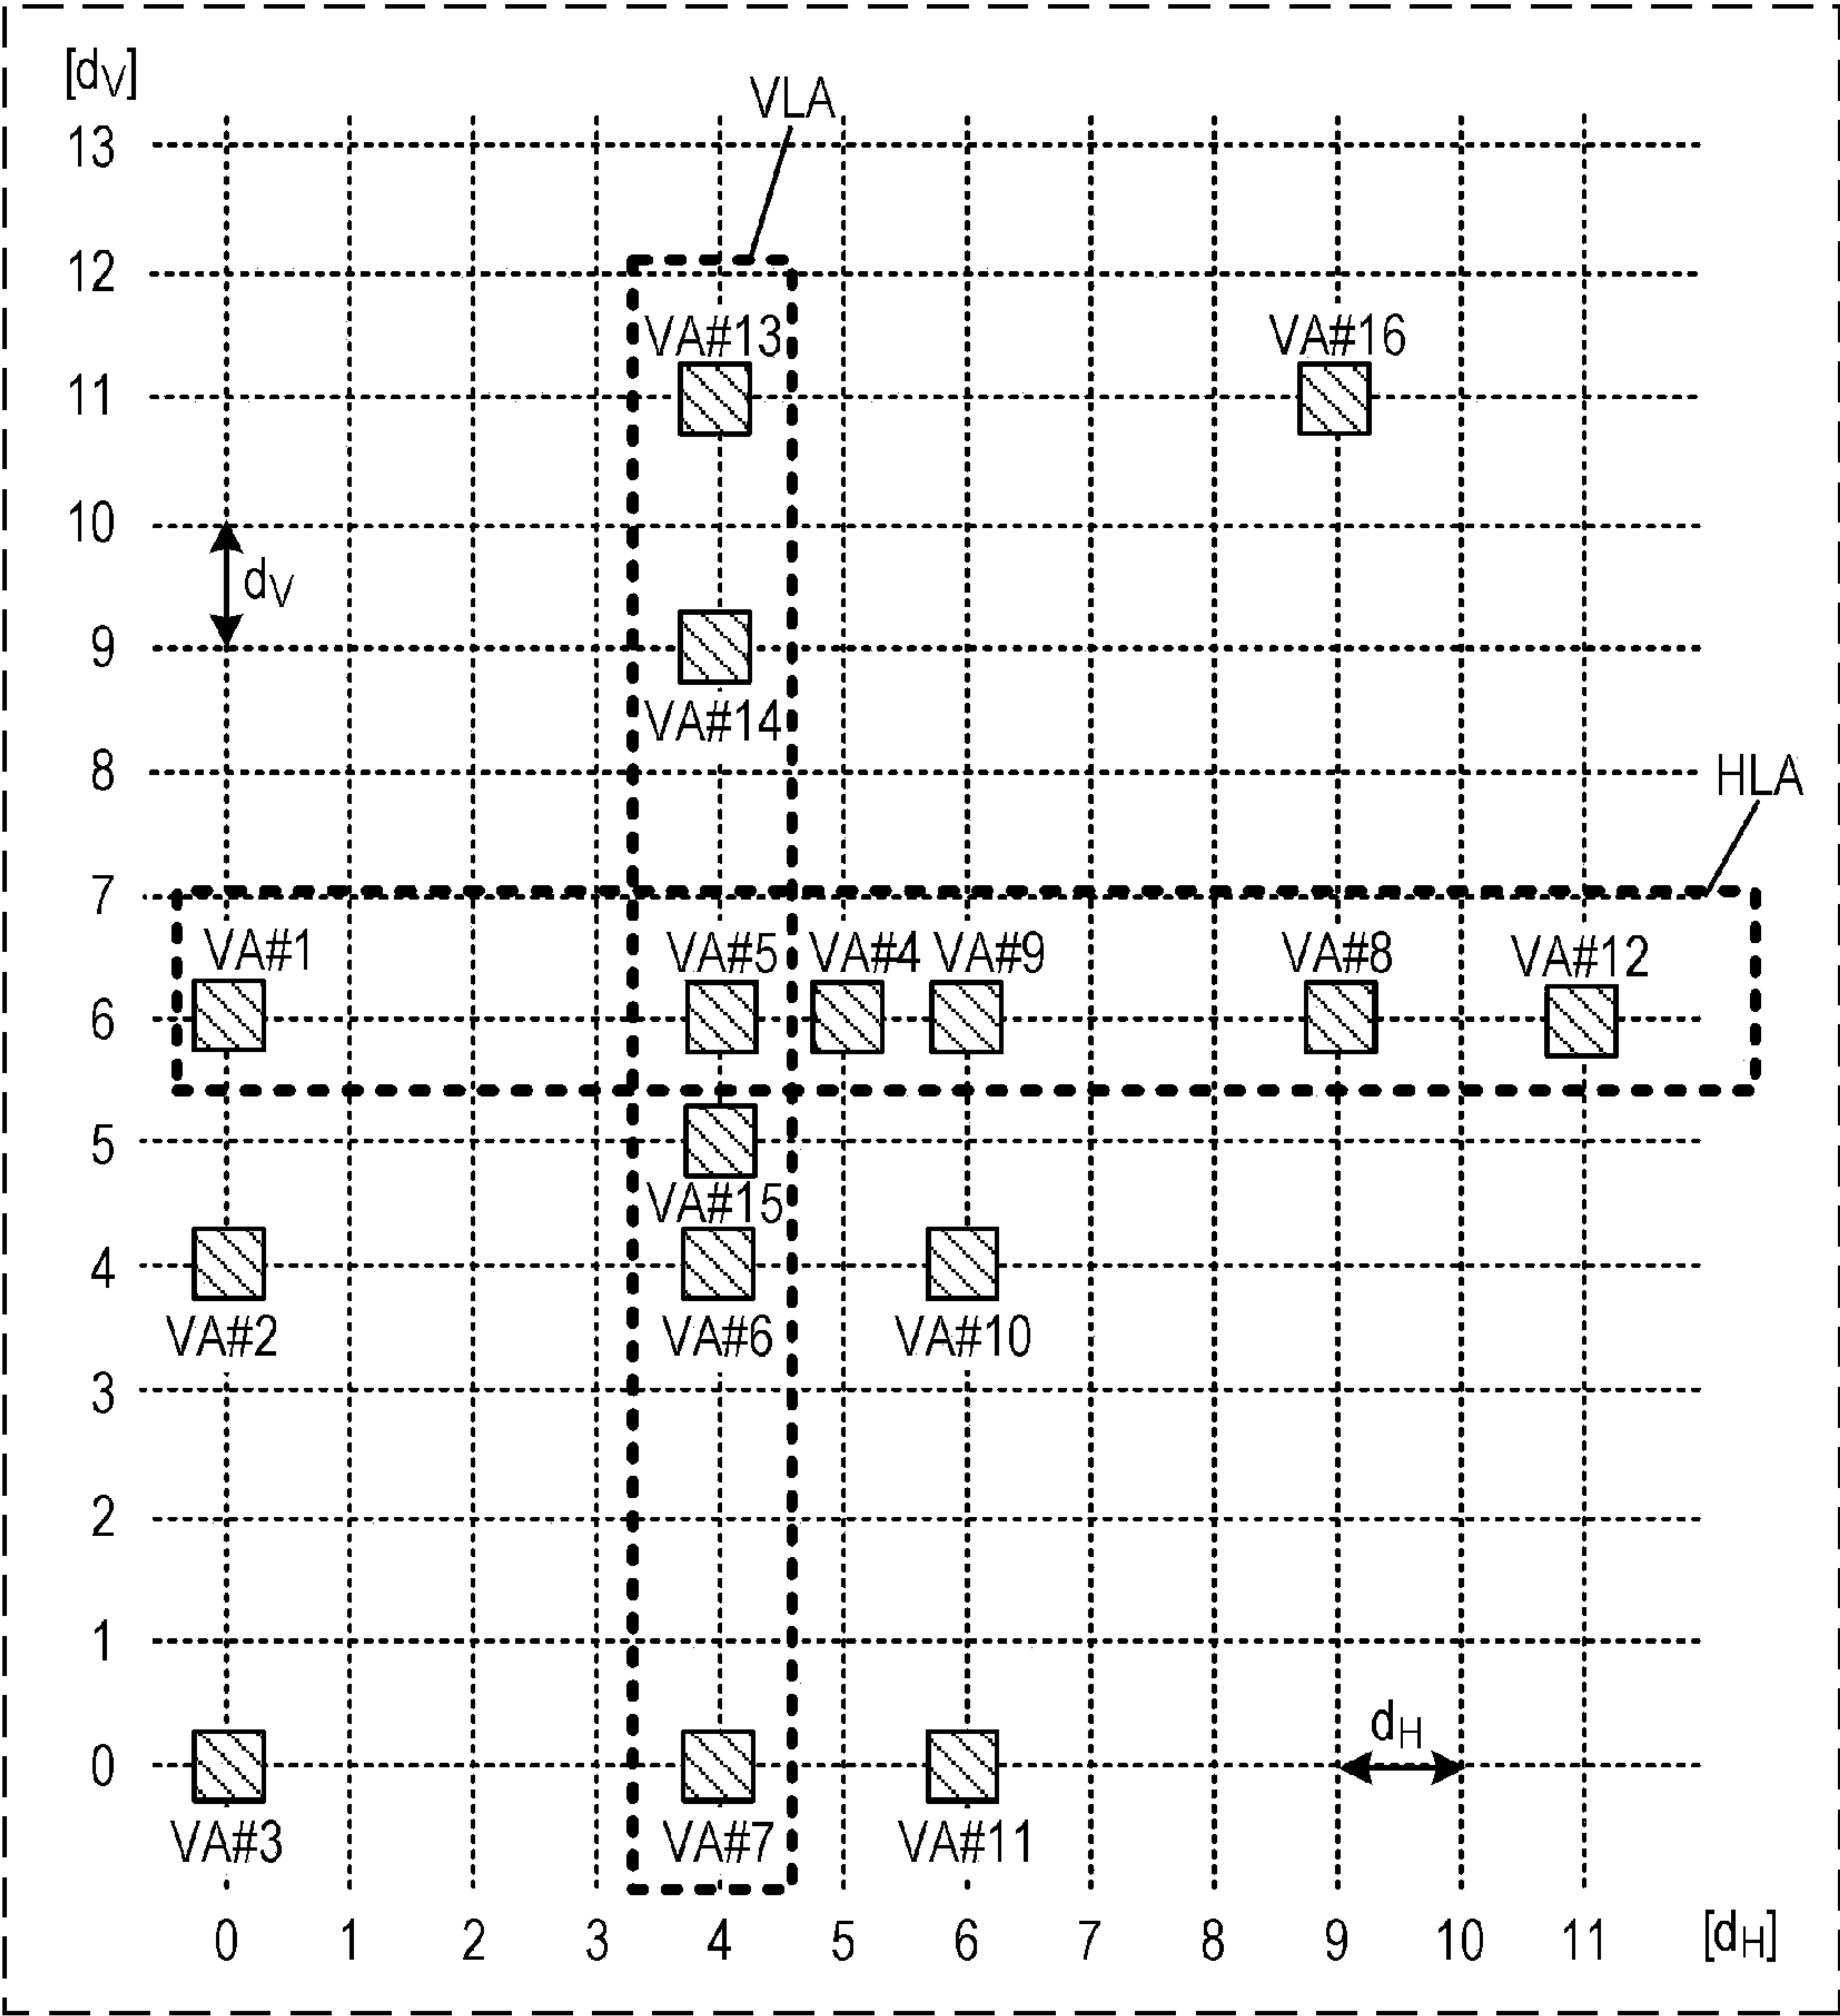 [dV]
VLA
13
12
VA#13 VA#16
11
10
dV
9
VA#14
8
HLA
7
VA#1 VA#5 VA#4 VA#9 VA#8 VA#12
6
5
VA#15
4
VA#2 VA#6 VA#10
3
2
1
dH
0
VA#3 VA#7 VA#11
0 1 2 3 4 5 6 7 8 9 10 11 [dH]